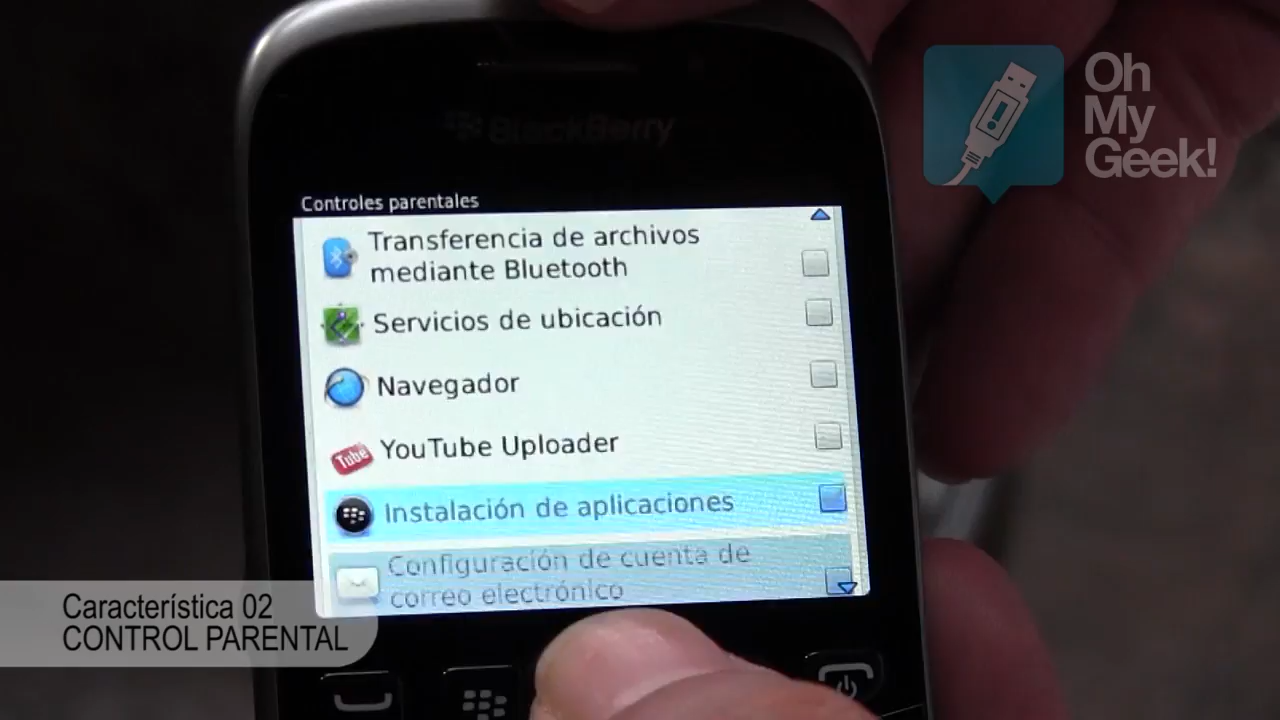 Oh
My
Geek!
BlackBerry
Controles parentales
Transferencia de archivos
mediante Bluetooth
Servicios de ubicación
Navegador
Tube
YouTube Uploader
Instalación de aplicaciones
Configuración de cuenta de
correo electrónico
Característica 02
CONTROL PARENTAL